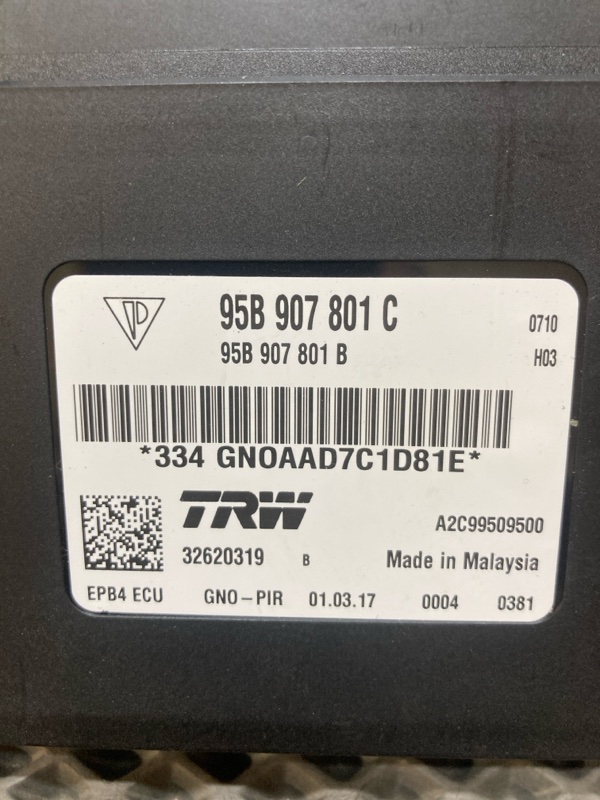 95B 907 801 C 0710
95B 907 801 B H03
*334 GNOAAD7C1D81E*
TRW A2C99509500
32620319 B Made in Malaysia
EPB4 ECU GNO-PIR 01.03.17 0004 0381